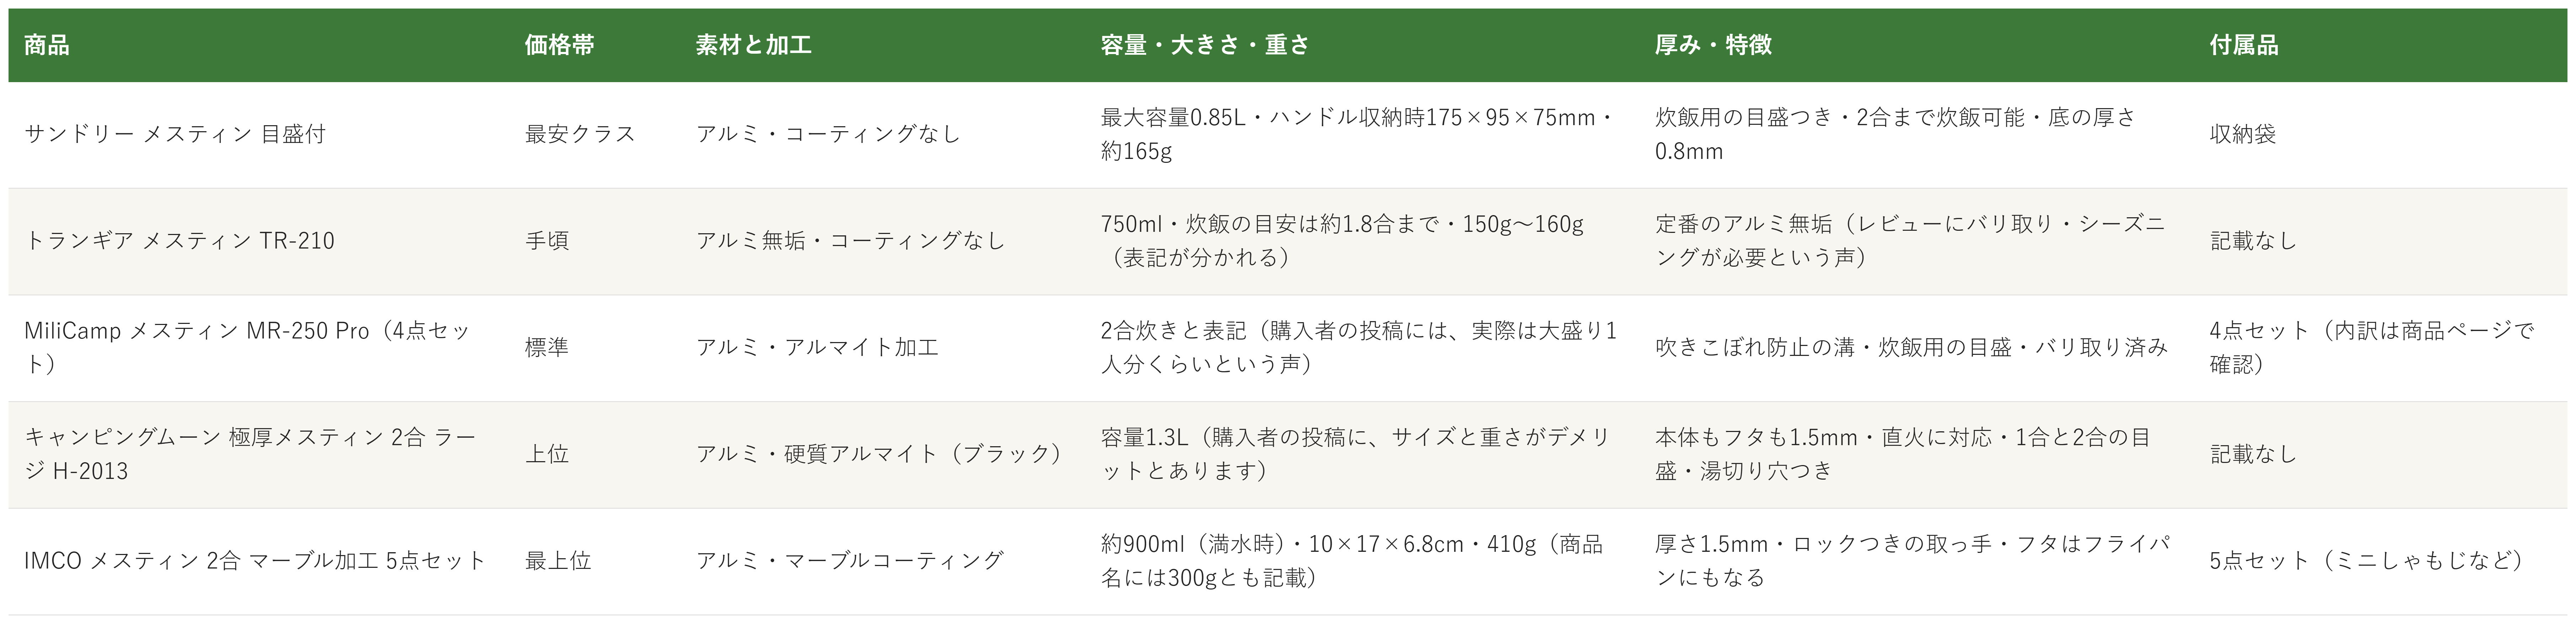 商品 価格帯 素材と加工 容量・大きさ・重さ 厚み・特徴 付属品
サンドリー メスティン 目盛付
最安クラス
アルミ・コーティングなし
最大容量0.85L・ハンドル収納時175×95×75mm・
約165g
炊飯用の目盛つき・2合まで炊飯可能・底の厚さ
0.8mm
収納袋
トランギア メスティン TR-210
手頃
アルミ無垢・コーティングなし
750ml・炊飯の目安は約1.8合まで・150g〜160g
（表記が分かれる）
定番のアルミ無垢（レビューにバリ取り・シーズニ
ングが必要という声）
記載なし
MiliCamp メスティン MR-250 Pro（4点セッ
ト）
標準
アルミ・アルマイト加工
2合炊きと表記（購入者の投稿には、実際は大盛り1
人分くらいという声）
吹きこぼれ防止の溝・炊飯用の目盛・バリ取り済み
4点セット（内訳は商品ページで
確認）
キャンピングムーン 極厚メスティン 2合 ラー
ジ H-2013
上位
アルミ・硬質アルマイト（ブラック）
容量1.3L（購入者の投稿に、サイズと重さがデメリ
ットとあります）
本体もフタも1.5mm・直火に対応・1合と2合の目
盛・湯切り穴つき
記載なし
IMCO メスティン 2合 マーブル加工 5点セット
最上位
アルミ・マーブルコーティング
約900ml（満水時）・10×17×6.8cm・410g（商品
名には300gとも記載）
厚さ1.5mm・ロックつきの取っ手・フタはフライパ
ンにもなる
5点セット（ミニしゃもじなど）